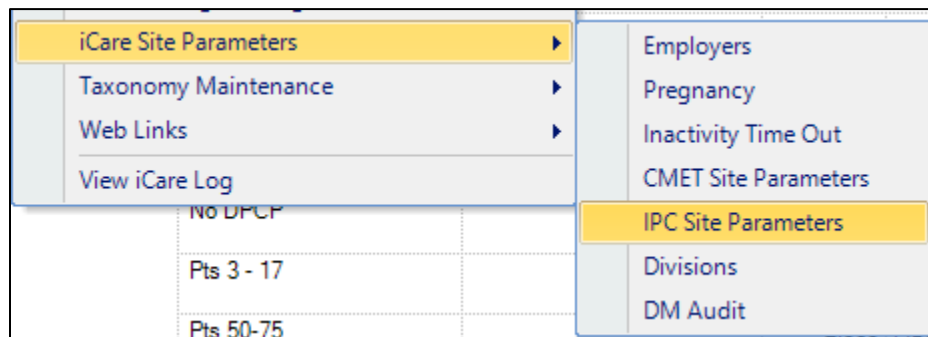 iCare Site Parameters
Taxonomy Maintenance
Web Links
View iCare Log
Employers
Pregnancy
Inactivity Time Out
CMET Site Parameters
IPC Site Parameters
Divisions
DM Audit
No DPCP
Pts 3 - 17
Pts 50-75